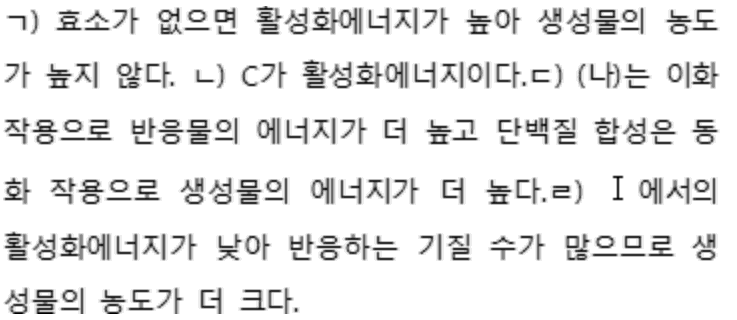 ㄱ) 효소가 없으면 활성화에너지가 높아 생성물의 농도
가 높지 않다. ㄴ) C가 활성화에너지이다.ㄷ) (나)는 이화
작용으로 반응물의 에너지가 더 높고 단백질 합성은 동
화 작용으로 생성물의 에너지가 더 높다.ㄹ) Ⅰ에서의
활성화에너지가 낮아 반응하는 기질 수가 많으므로 생
성물의 농도가 더 크다.